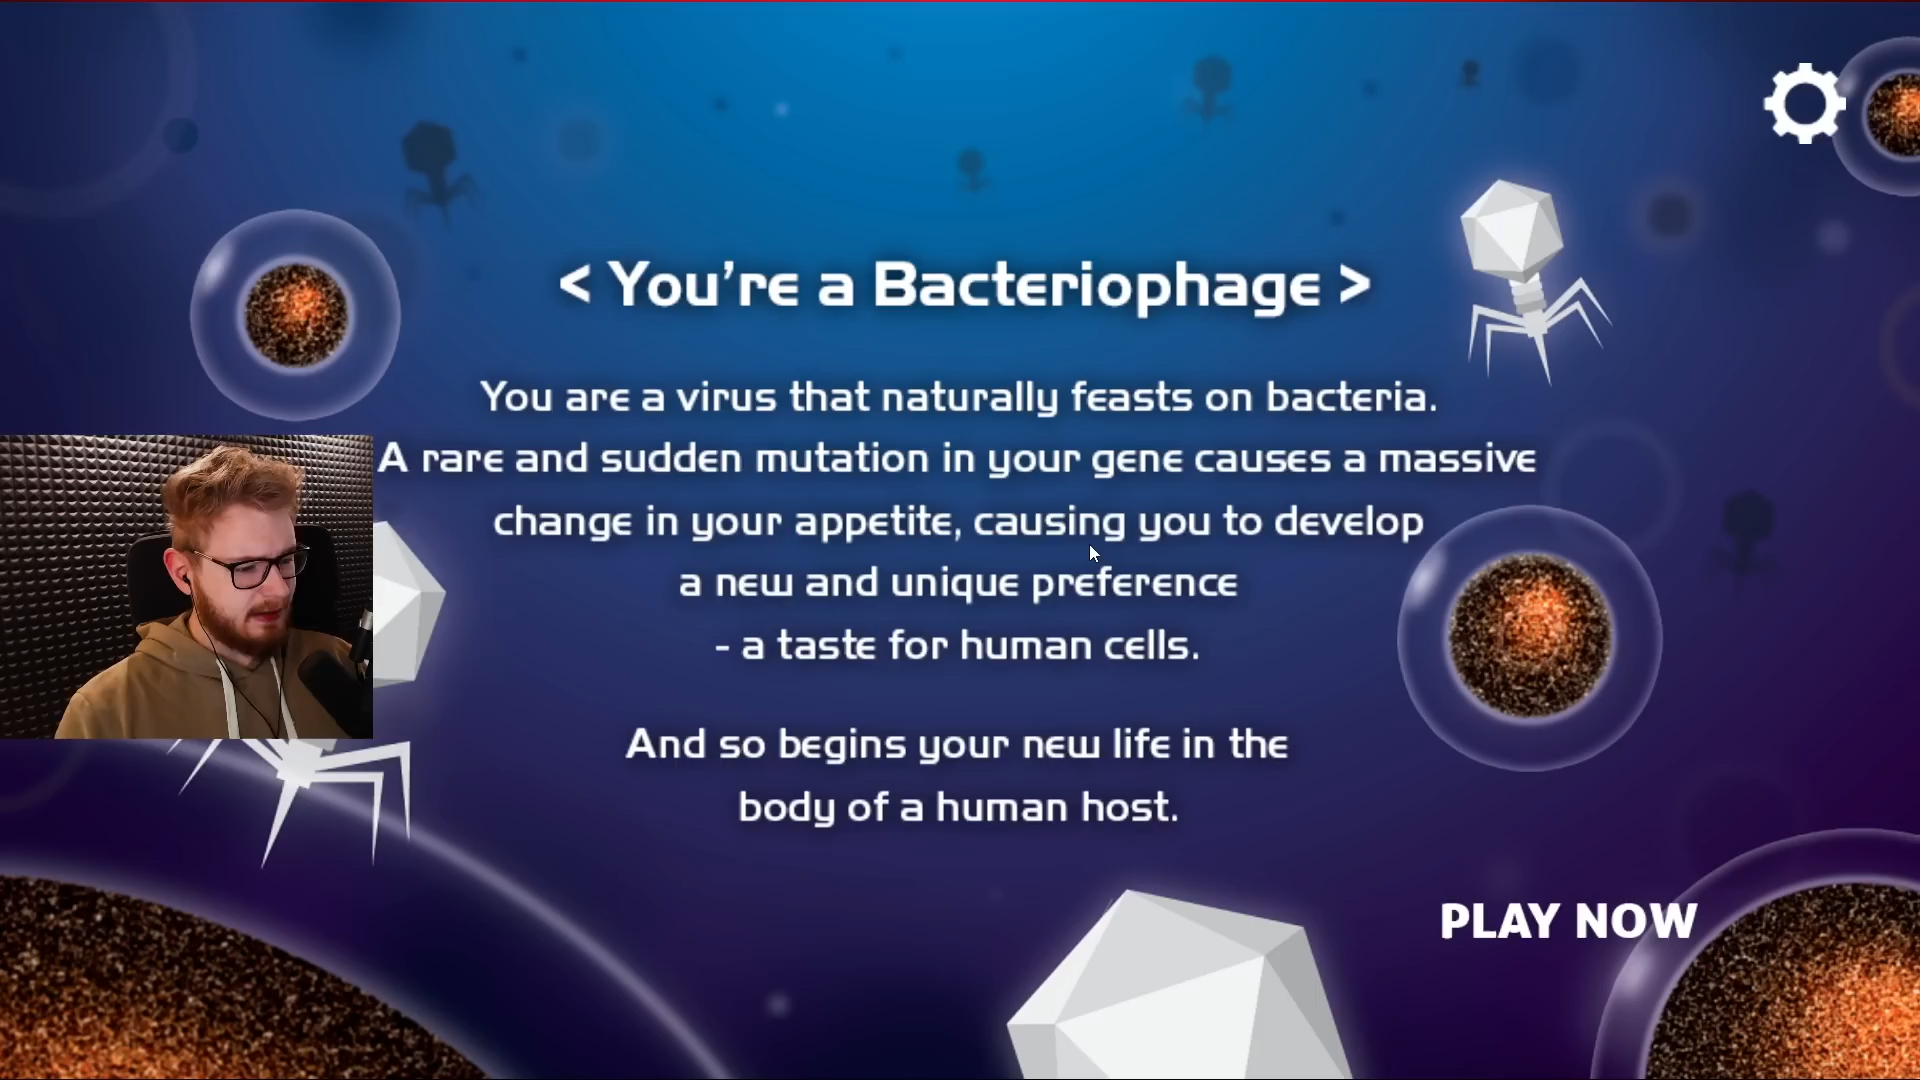 < You're a Bacteriophage >
You are a virus that naturally feasts on bacteria.
A rare and sudden mutation in your gene causes a massive
change in your appetite, causing you to develop
a new and unique preference
- a taste for human cells.
And so begins your new life in the
body of a human host.
PLAY NOW